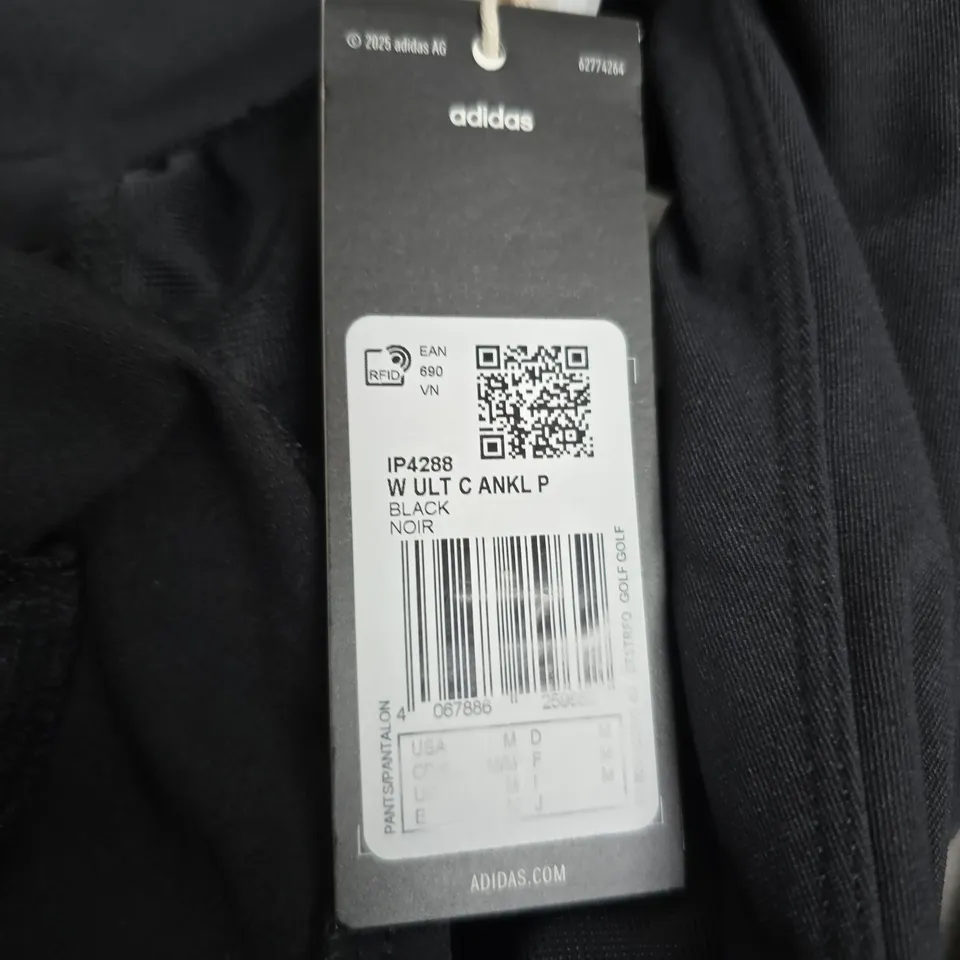 © 2025 adidas AG
62774264
adidas
RFID
EAN
690
VN
IP4288
W ULT C ANKL P
BLACK
NOIR
GOLF GOLF
PANTS/PANTALON
4 067886
USA M D
F
I
E J
ADIDAS.COM